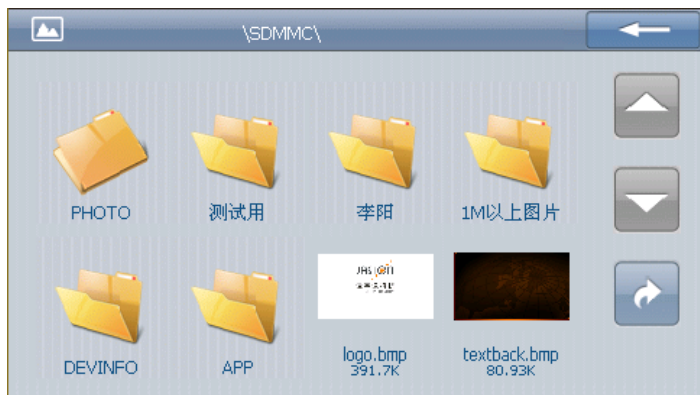 \SDMMC\
PHOTO
测试用
李阳
1M以上图片
DEVINFO
APP
logo.bmp
391.7K
textback.bmp
80.93K